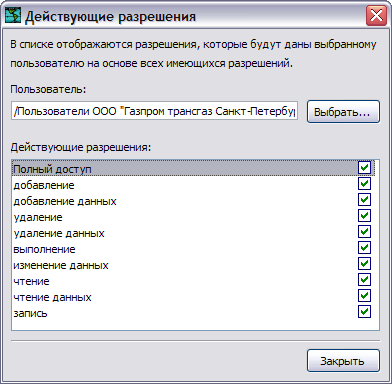 Действующие разрешения
В списке отображаются разрешения, которые будут даны выбранному
пользователю на основе всех имеющихся разрешений.
Пользователь:
/Пользователи ООО "Газпром трансгаз Санкт-Петербу
Выбрать...
Действующие разрешения:
Полный доступ
добавление
добавление данных
удаление
удаление данных
выполнение
изменение данных
чтение
чтение данных
запись
Закрыть